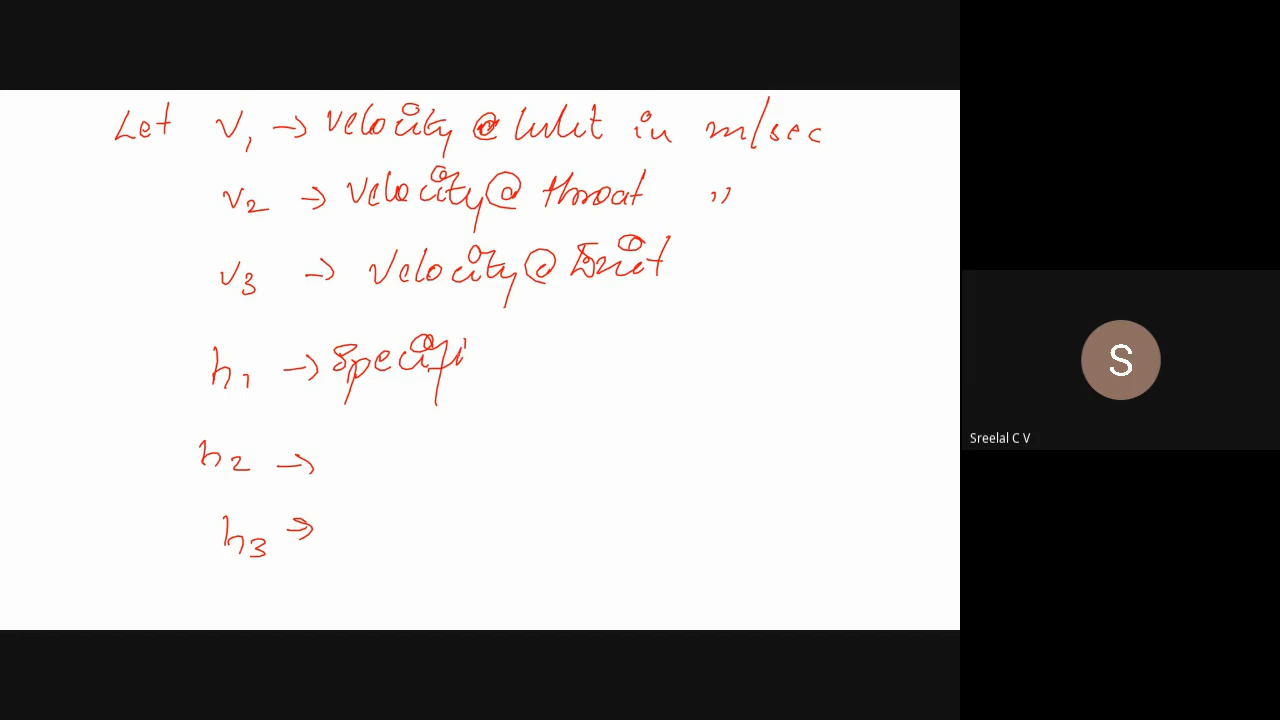 Let V1 → velocity @ Inlet in m/sec
V2 → velocity @ throat ,,
V3 → velocity @ Exit
h1 → Specifi
h2 →
h3 →
S
Sreelal C V